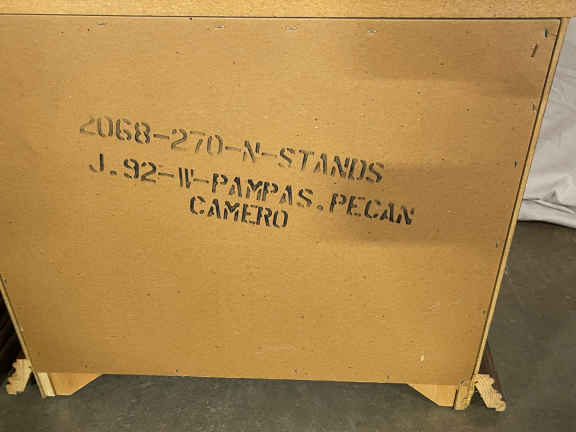 2068-270-N-STANDS
J.92-W-PAMPAS.PECAN
CAMERO